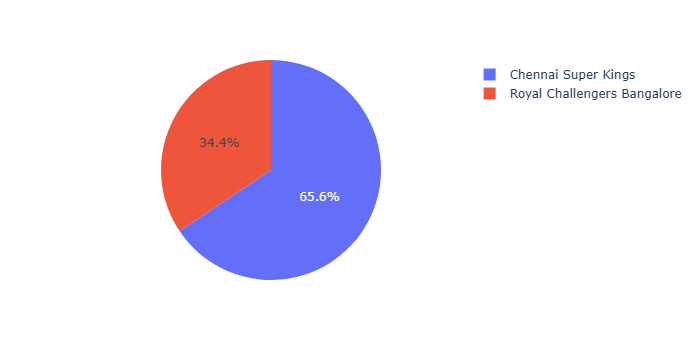 Chennai Super Kings
Royal Challengers Bangalore
34.4%
65.6%